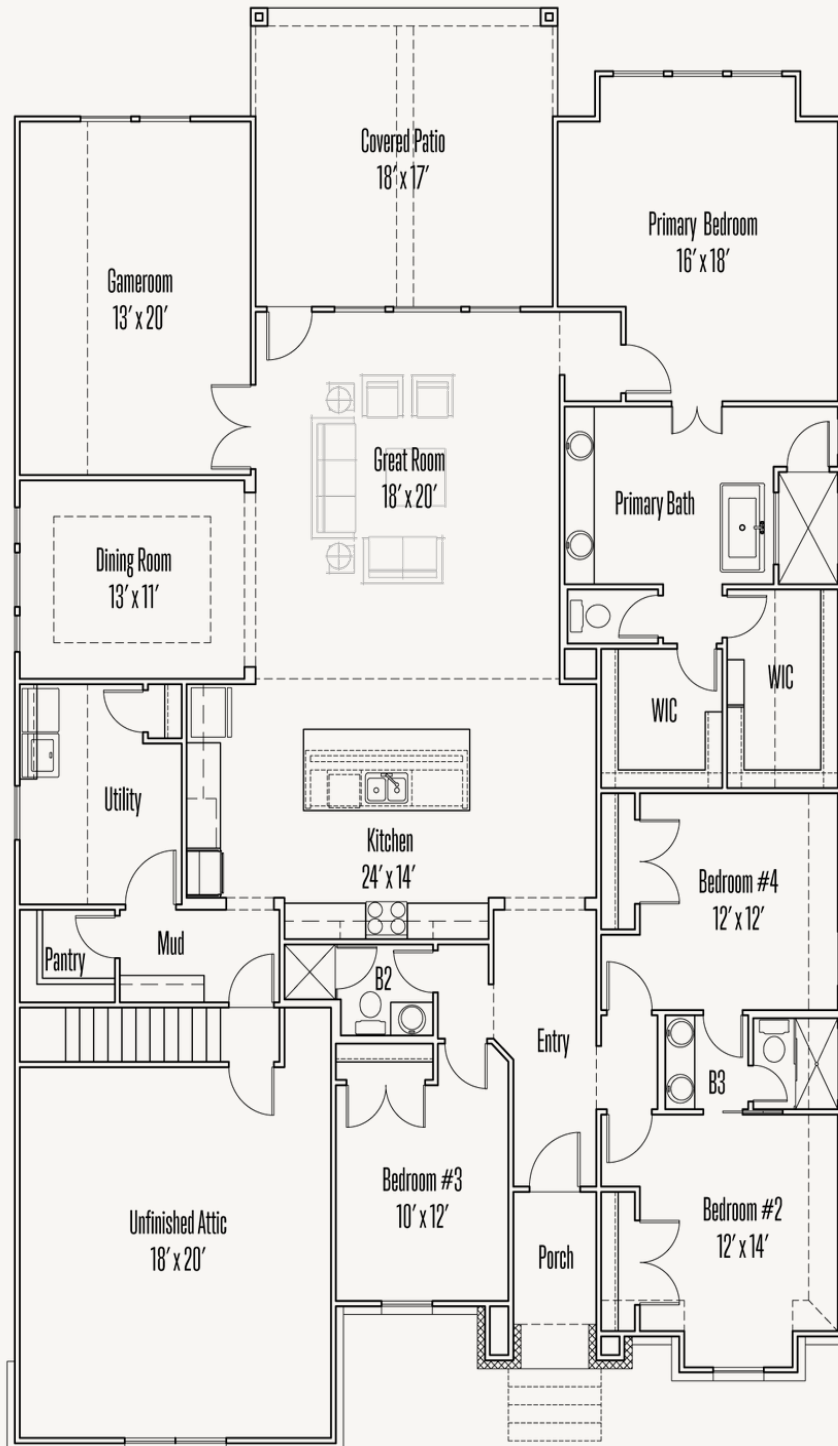 Covered Patio
18' x 17'
Primary Bedroom
16' x 18'
Gameroom
13' x 20'
Great Room
18' x 20'
Primary Bath
Dining Room
13' x 11'
WIC
WIC
Utility
Kitchen
24' x 14'
Bedroom #4
12' x 12'
Pantry
Mud
B2
Entry
B3
Bedroom #3
10' x 12'
Bedroom #2
12' x 14'
Unfinished Attic
18' x 20'
Porch